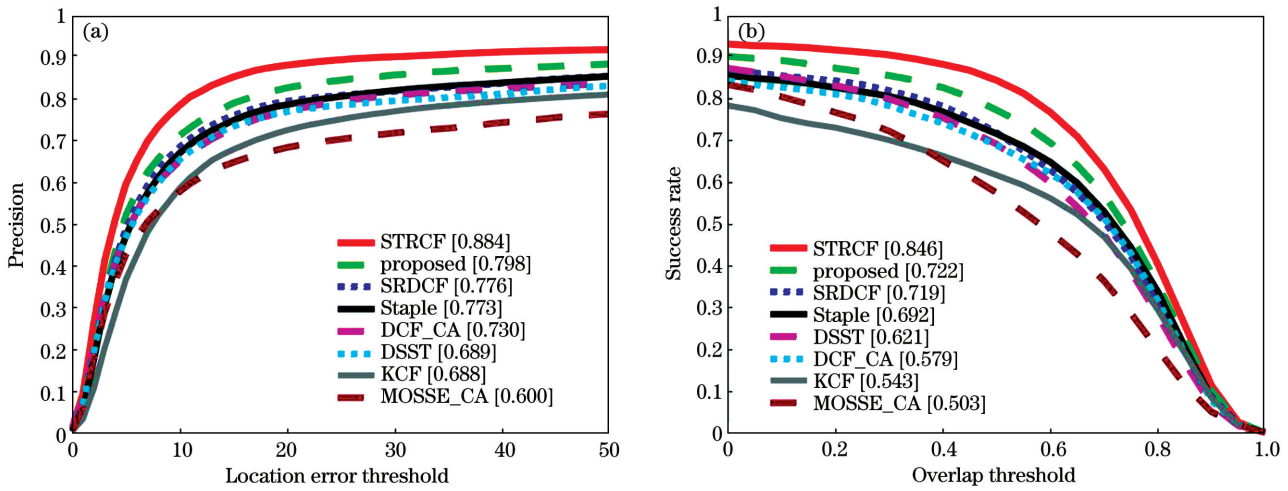 (a)
Precision
1
0.9
0.8
0.7
0.6
0.5
0.4
0.3
0.2
0.1
0
0 10 20 30 40 50
Location error threshold
STRCF [0.884]
proposed [0.798]
SRDCF [0.776]
Staple [0.773]
DCF_CA [0.730]
DSST [0.689]
KCF [0.688]
MOSSE_CA [0.600]
(b)
Success rate
1
0.9
0.8
0.7
0.6
0.5
0.4
0.3
0.2
0.1
0
0 0.2 0.4 0.6 0.8 1.0
Overlap threshold
STRCF [0.846]
proposed [0.722]
SRDCF [0.719]
Staple [0.692]
DSST [0.621]
DCF_CA [0.579]
KCF [0.543]
MOSSE_CA [0.503]